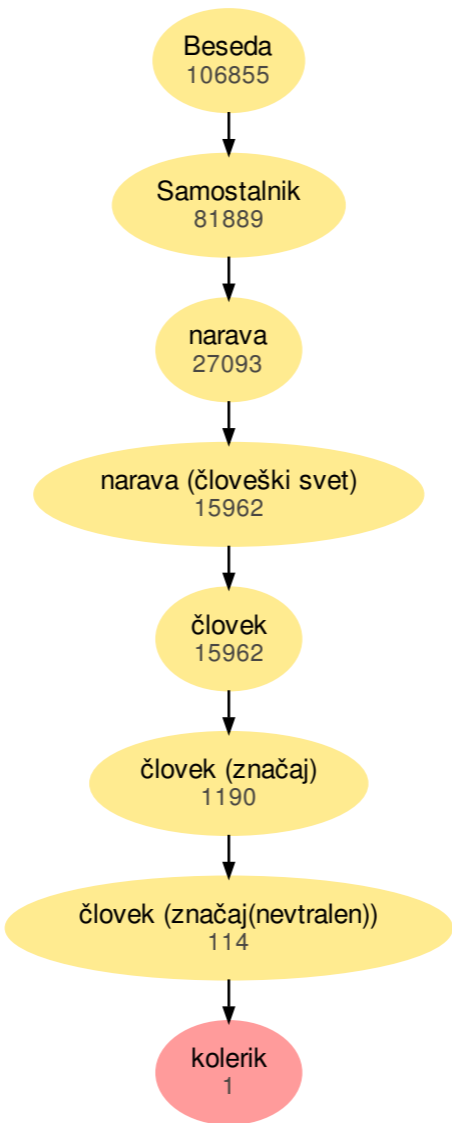 Beseda
106855
Samostalnik
81889
narava
27093
narava (človeški svet)
15962
človek
15962
človek (značaj)
1190
človek (značaj(nevtralen))
114
kolerik
1